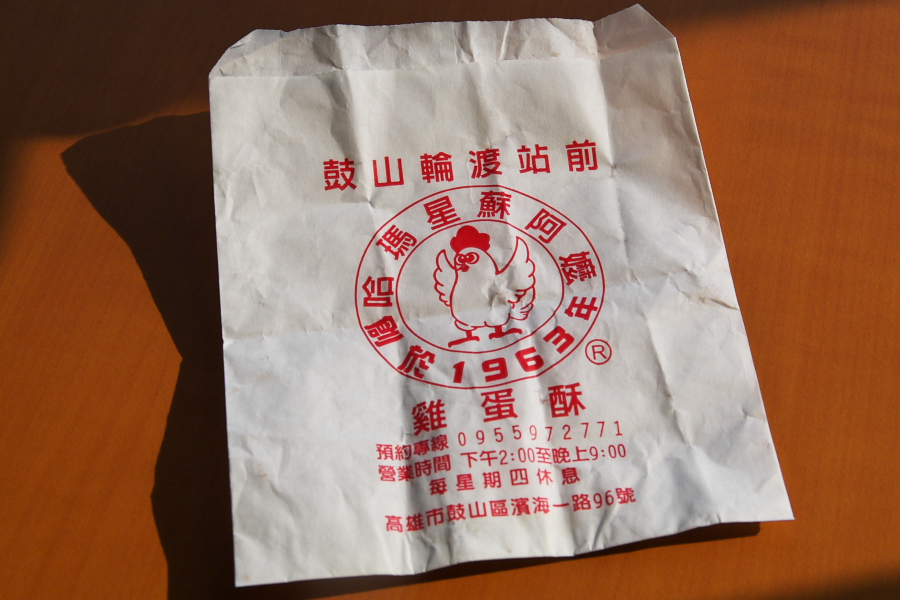 鼓山輪渡站前
哈瑪星蘇阿嬤
創於1963年
®
雞蛋酥
預約專線 0955972771
營業時間 下午2:00至晚上9:00
每星期四休息
高雄市鼓山區濱海一路96號